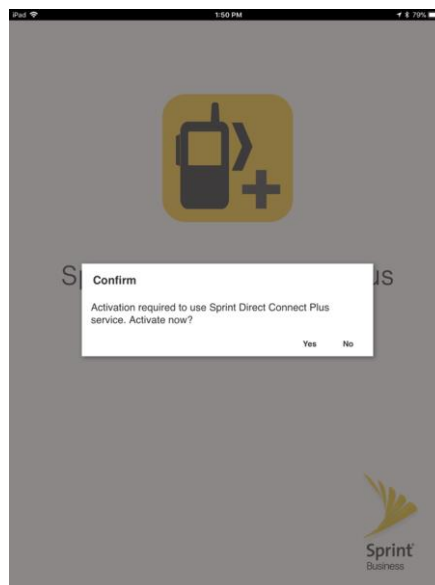 iPad 1:50 PM 79%
S us
Confirm
Activation required to use Sprint Direct Connect Plus
service. Activate now?
Yes No
Sprint
Business